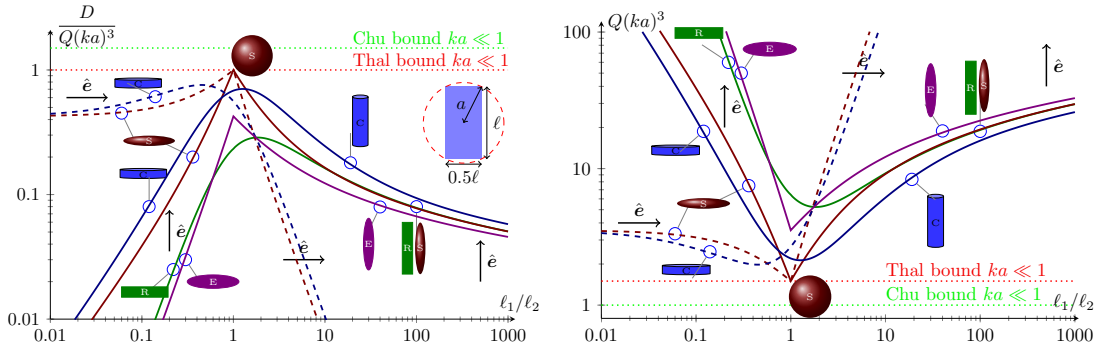 D
Q(ka)³
Chu bound ka ≪ 1
Thal bound ka ≪ 1
1
0.1
0.01
0.01
0.1
1
10
100
1000
ℓ₁/ℓ₂
ê
C
S
S
C
ê
R
E
C
a
ℓ
0.5ℓ
E
R
S
ê
ê
Q(ka)³
100
10
1
0.01
0.1
1
10
100
1000
ℓ₁/ℓ₂
R
E
ê
C
S
ê
C
ê
E
R
S
ê
C
S
Thal bound ka ≪ 1
Chu bound ka ≪ 1